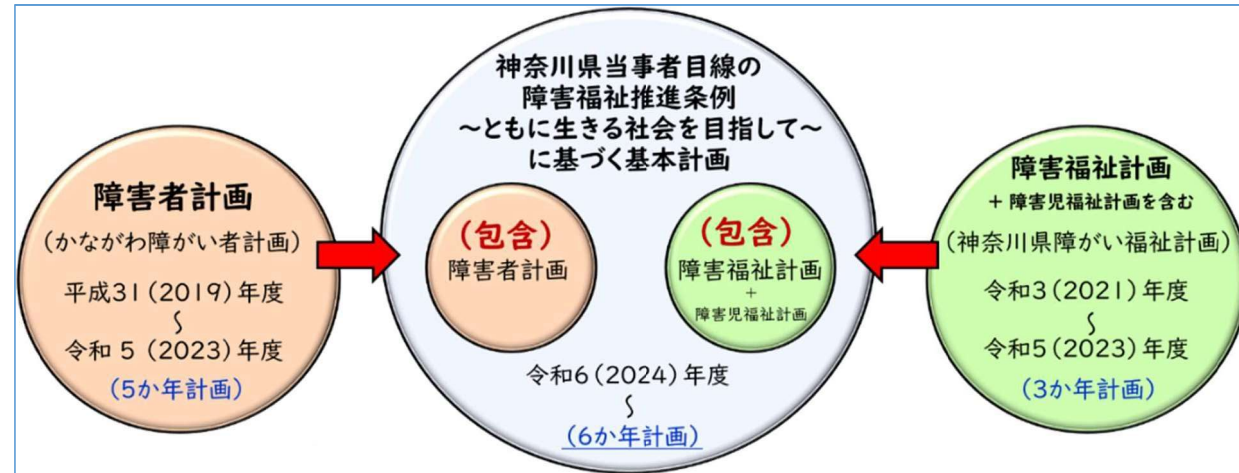 障害者計画
(かながわ障がい者計画)
平成31(2019)年度
～
令和5(2023)年度
(5か年計画)
神奈川県当事者目線の
障害福祉推進条例
～ともに生きる社会を目指して～
に基づく基本計画
(包含)
障害者計画
(包含)
障害福祉計画
+
障害児福祉計画
令和6(2024)年度
～
(6か年計画)
障害福祉計画
+障害児福祉計画を含む
(神奈川県障がい福祉計画)
令和3(2021)年度
～
令和5(2023)年度
(3か年計画)